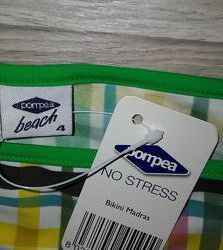 pompea
beach
4
pompea
NO STRESS
Bikini Madras